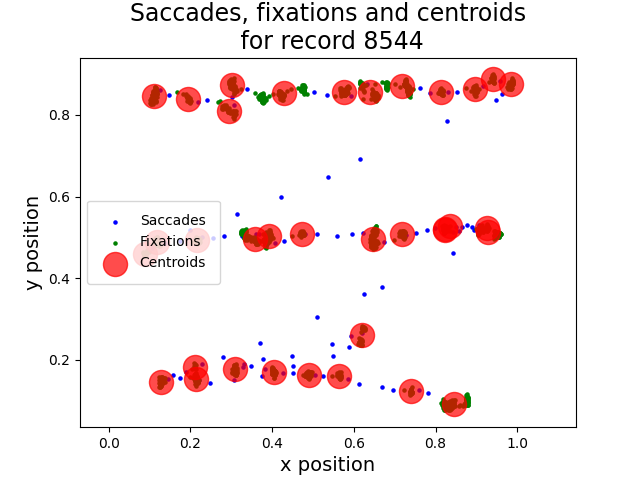 Saccades, fixations and centroids
for record 8544
0.8
0.6
0.4
0.2
y position
Saccades
Fixations
Centroids
0.0
0.2
0.4
0.6
0.8
1.0
x position